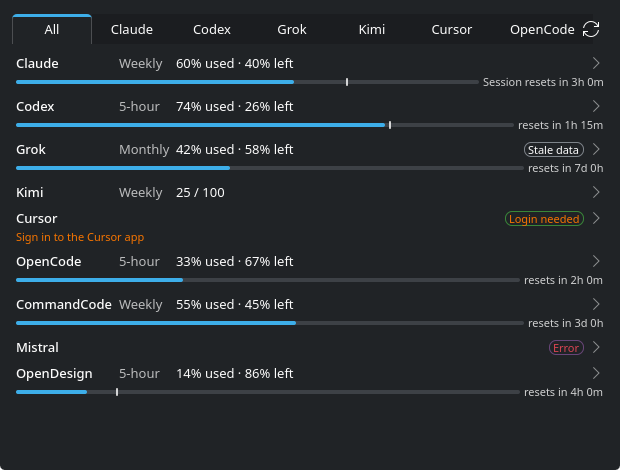 All Claude Codex Grok Kimi Cursor OpenCode
Claude Weekly 60% used · 40% left
Session resets in 3h 0m
Codex 5-hour 74% used · 26% left
resets in 1h 15m
Grok Monthly 42% used · 58% left Stale data
resets in 7d 0h
Kimi Weekly 25 / 100
Cursor Login needed
Sign in to the Cursor app
OpenCode 5-hour 33% used · 67% left
resets in 2h 0m
CommandCode Weekly 55% used · 45% left
resets in 3d 0h
Mistral Error
OpenDesign 5-hour 14% used · 86% left
resets in 4h 0m